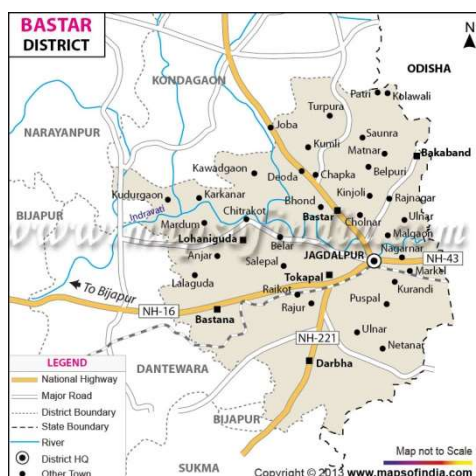 BASTAR
DISTRICT
N
ODISHA
KONDAGAON
Patri
Kolawali
Turpura
NARAYANPUR
Joba
Saunra
Kumli
Matnar
Bakaband
Kawadgaon
Deoda
Chapka
Belpuri
Kudurgaon
Karkanar
Kinjoli
Rajnagar
BIJAPUR
Indravati
Chitrakot
Bhond
Bastar
Cholnar
Ulnar
Mardum
Malgaon
www.mapsofindia.com
Lohaniguda
Belar
JAGDALPUR
Nagarnar
NH-43
Anjar
Salepal
Tokapal
Markel
To Bijapur
Lalaguda
Raikot
Kurandi
NH-16
Bastana
Rajur
Puspal
Ulnar
NH-221
Netanar
LEGEND
National Highway
Major Road
District Boundary
State Boundary
River
District HQ
Other Town
DANTEWARA
Darbha
BIJAPUR
SUKMA
Map not to Scale
Copyright © 2013 www.mapsofindia.com